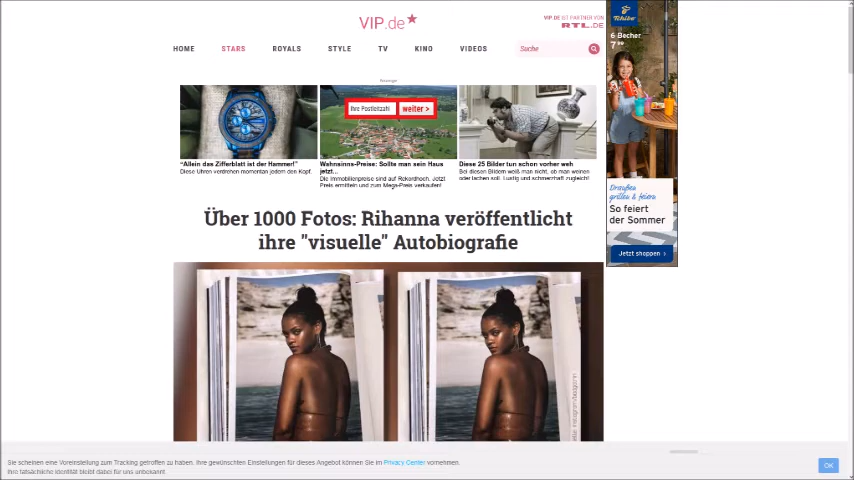 VIP.de
VIP.DE IST PARTNER VON
RTL.DE
HOME STARS ROYALS STYLE TV KINO VIDEOS Suche
Anzeige
Ihre Postleitzahl weiter >
"Allein das Zifferblatt ist der Hammer!"
Diese Uhren verdrehen momentan jedem den Kopf.
Wahnsinns-Preise: Sollte man sein Haus
jetzt...
Die Immobilienpreise sind auf Rekordhoch. Jetzt
Preis ermitteln und zum Mega-Preis verkaufen!
Diese 25 Bilder tun schon vorher weh
Bei diesen Bildern weiß man nicht, ob man weinen
oder lachen soll. Lustig und schmerzhaft zugleich!
Tchibo
6 Becher
7⁹⁹
Draußen
grillen & feiern
So feiert
der Sommer
Jetzt shoppen ›
Über 1000 Fotos: Rihanna veröffentlicht
ihre "visuelle" Autobiografie
Sie scheinen eine Voreinstellung zum Tracking getroffen zu haben. Ihre gewünschten Einstellungen für dieses Angebot können Sie im Privacy Center vornehmen.
Ihre tatsächliche Identität bleibt dabei für uns unbekannt.
OK